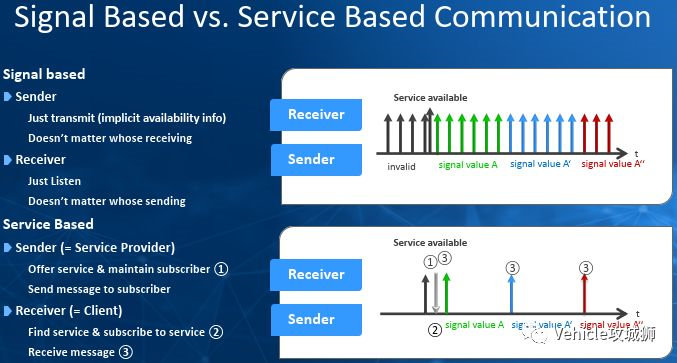 Signal Based vs. Service Based Communication
Signal based
Sender
Just transmit (implicit availability info)
Doesn't matter whose receiving
Receiver
Just Listen
Doesn't matter whose sending
Service Based
Sender (= Service Provider)
Offer service & maintain subscriber ①
Send message to subscriber
Receiver (= Client)
Find service & subscribe to service ②
Receive message ③
Service available
Receiver
Sender
t
invalid
signal value A
signal value A'
signal value A''
Service available
① ③ ③ ③
Receiver
Sender
t
②
signal value A
signal value A'
signal value A''
Vehicle攻城狮